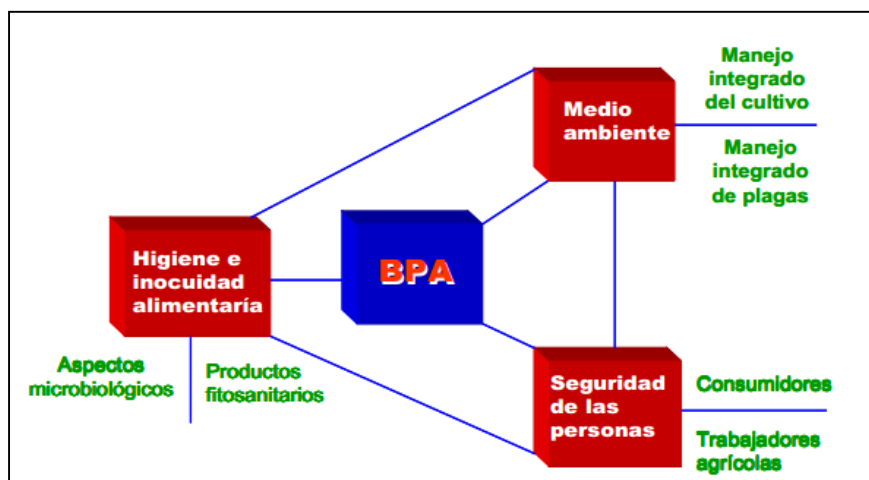 Manejo
integrado
del cultivo
Medio
ambiente
Manejo
integrado
de plagas
Higiene e
inocuidad
alimentaría
BPA
Aspectos
microbiológicos
Productos
fitosanitarios
Seguridad
de las
personas
Consumidores
Trabajadores
agrícolas